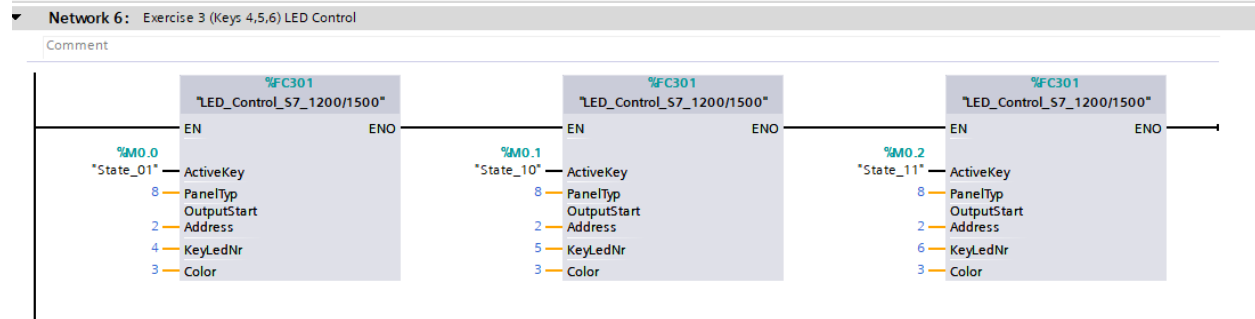 Network 6: Exercise 3 (Keys 4,5,6) LED Control
Comment
%FC301
"LED_Control_S7_1200/1500"
EN ENO
%M0.0
"State_01" ActiveKey
8 PanelTyp
OutputStart
2 Address
4 KeyLedNr
3 Color
%FC301
"LED_Control_S7_1200/1500"
EN ENO
%M0.1
"State_10" ActiveKey
8 PanelTyp
OutputStart
2 Address
5 KeyLedNr
3 Color
%FC301
"LED_Control_S7_1200/1500"
EN ENO
%M0.2
"State_11" ActiveKey
8 PanelTyp
OutputStart
2 Address
6 KeyLedNr
3 Color